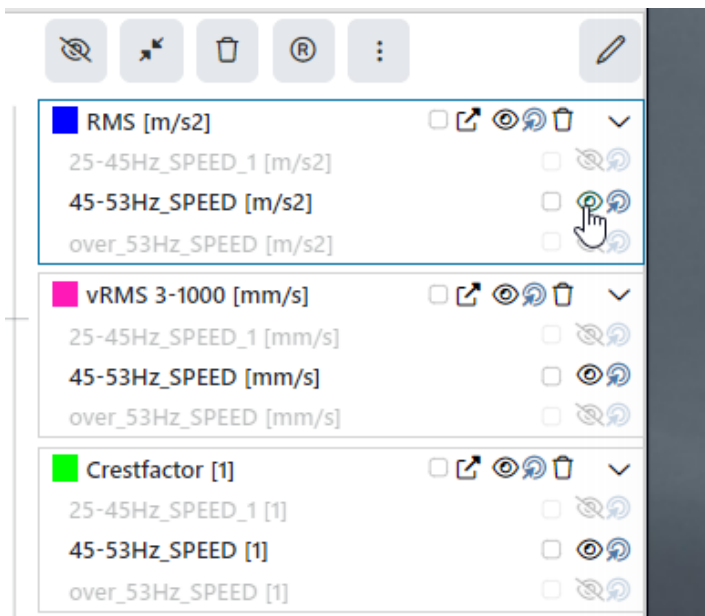 ®
RMS [m/s2]
25-45Hz_SPEED_1 [m/s2]
45-53Hz_SPEED [m/s2]
over_53Hz_SPEED [m/s2]
vRMS 3-1000 [mm/s]
25-45Hz_SPEED_1 [mm/s]
45-53Hz_SPEED [mm/s]
over_53Hz_SPEED [mm/s]
Crestfactor [1]
25-45Hz_SPEED_1 [1]
45-53Hz_SPEED [1]
over_53Hz_SPEED [1]